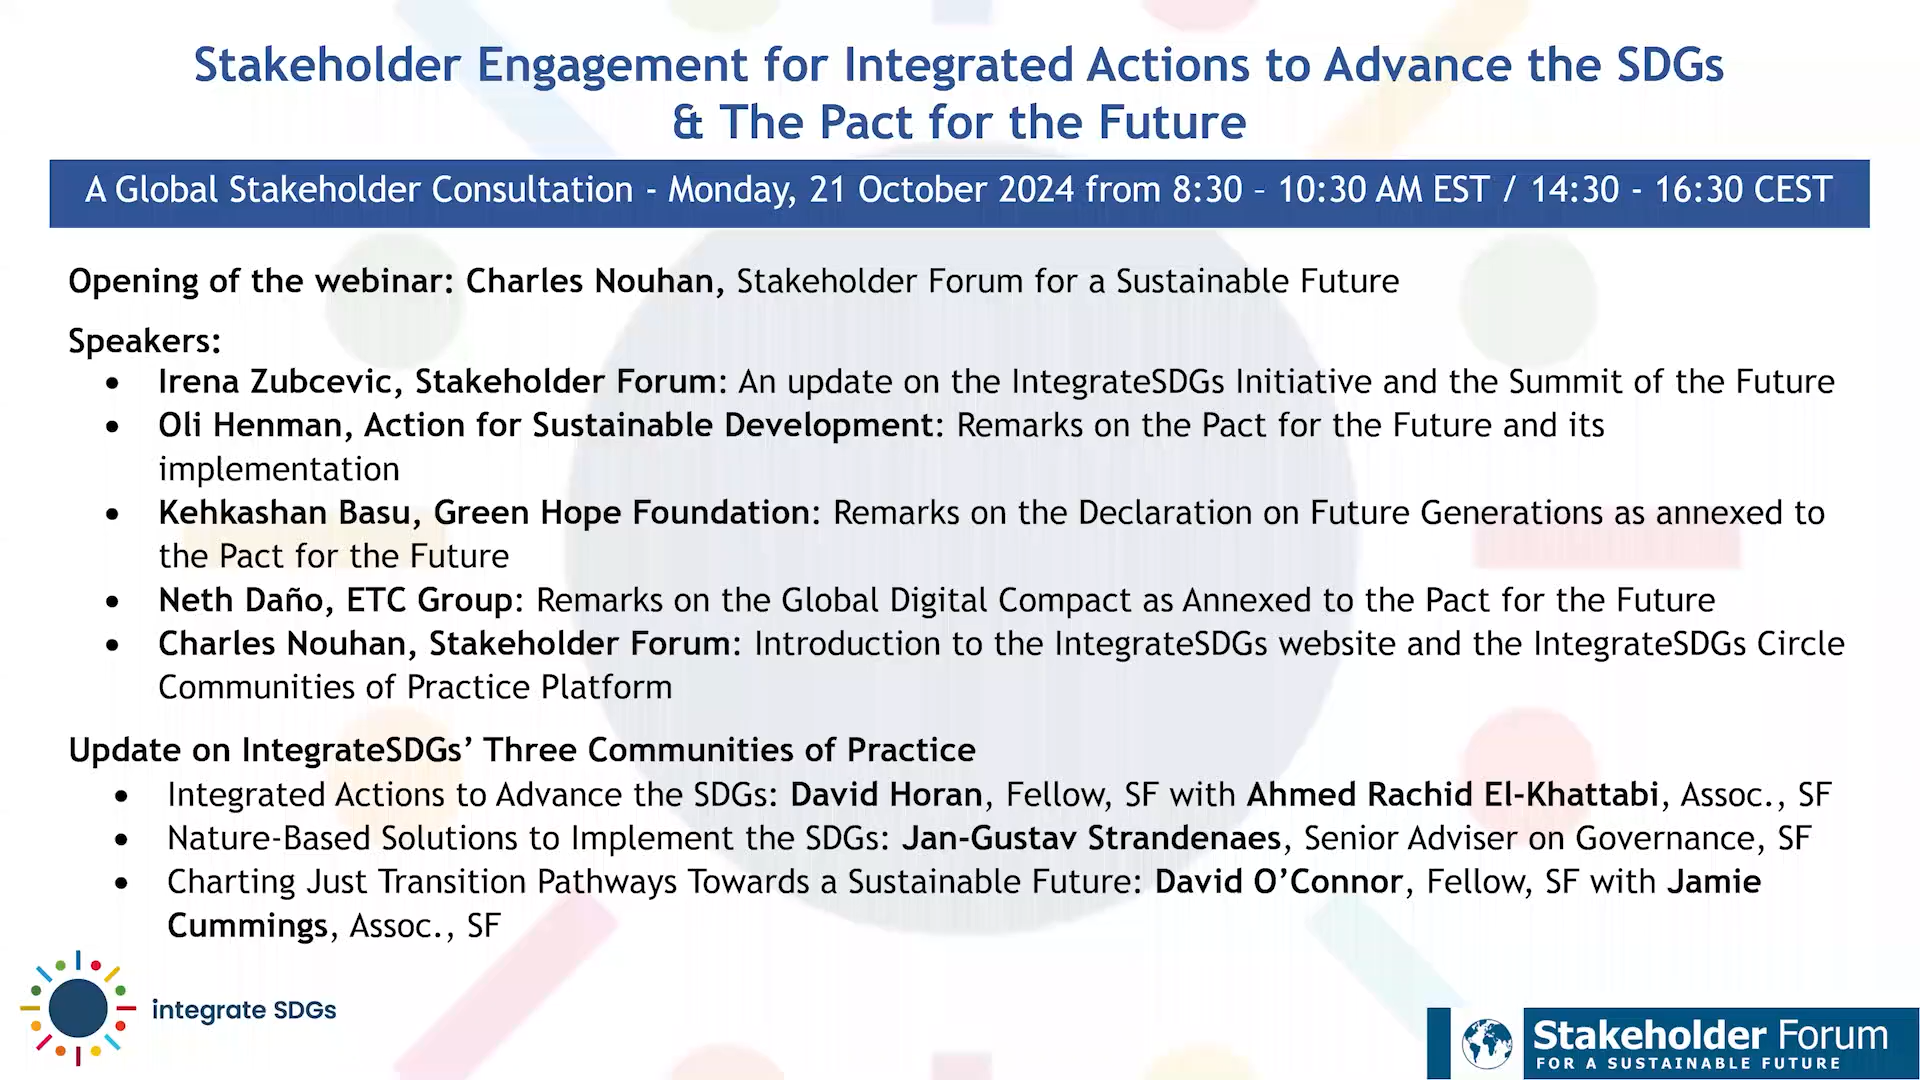 Stakeholder Engagement for Integrated Actions to Advance the SDGs
& The Pact for the Future
A Global Stakeholder Consultation - Monday, 21 October 2024 from 8:30 – 10:30 AM EST / 14:30 - 16:30 CEST
Opening of the webinar: Charles Nouhan, Stakeholder Forum for a Sustainable Future
Speakers:
• Irena Zubcevic, Stakeholder Forum: An update on the IntegrateSDGs Initiative and the Summit of the Future
• Oli Henman, Action for Sustainable Development: Remarks on the Pact for the Future and its
implementation
• Kehkashan Basu, Green Hope Foundation: Remarks on the Declaration on Future Generations as annexed to
the Pact for the Future
• Neth Daño, ETC Group: Remarks on the Global Digital Compact as Annexed to the Pact for the Future
• Charles Nouhan, Stakeholder Forum: Introduction to the IntegrateSDGs website and the IntegrateSDGs Circle
Communities of Practice Platform
Update on IntegrateSDGs’ Three Communities of Practice
• Integrated Actions to Advance the SDGs: David Horan, Fellow, SF with Ahmed Rachid El-Khattabi, Assoc., SF
• Nature-Based Solutions to Implement the SDGs: Jan-Gustav Strandenaes, Senior Adviser on Governance, SF
• Charting Just Transition Pathways Towards a Sustainable Future: David O’Connor, Fellow, SF with Jamie
Cummings, Assoc., SF
integrate SDGs
Stakeholder Forum
FOR A SUSTAINABLE FUTURE